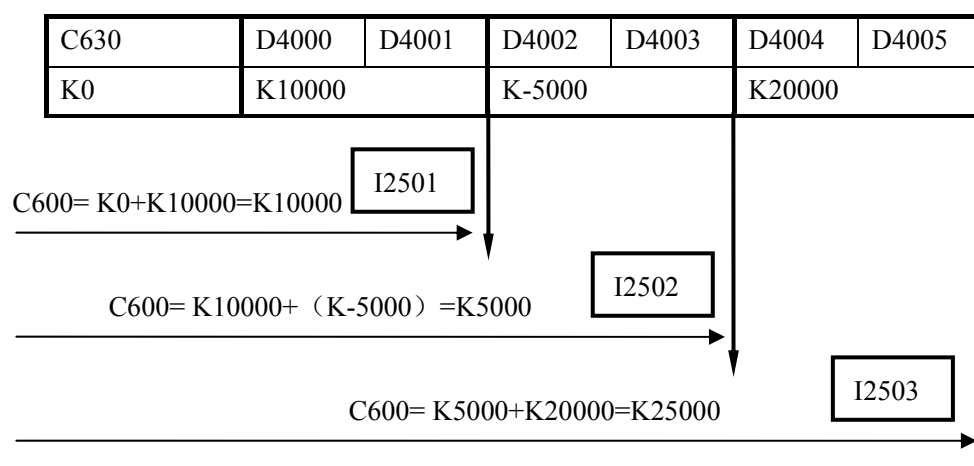 C630 D4000 D4001 D4002 D4003 D4004 D4005
K0 K10000 K-5000 K20000
I2501
C600= K0+K10000=K10000
I2502
C600= K10000+（K-5000）=K5000
I2503
C600= K5000+K20000=K25000